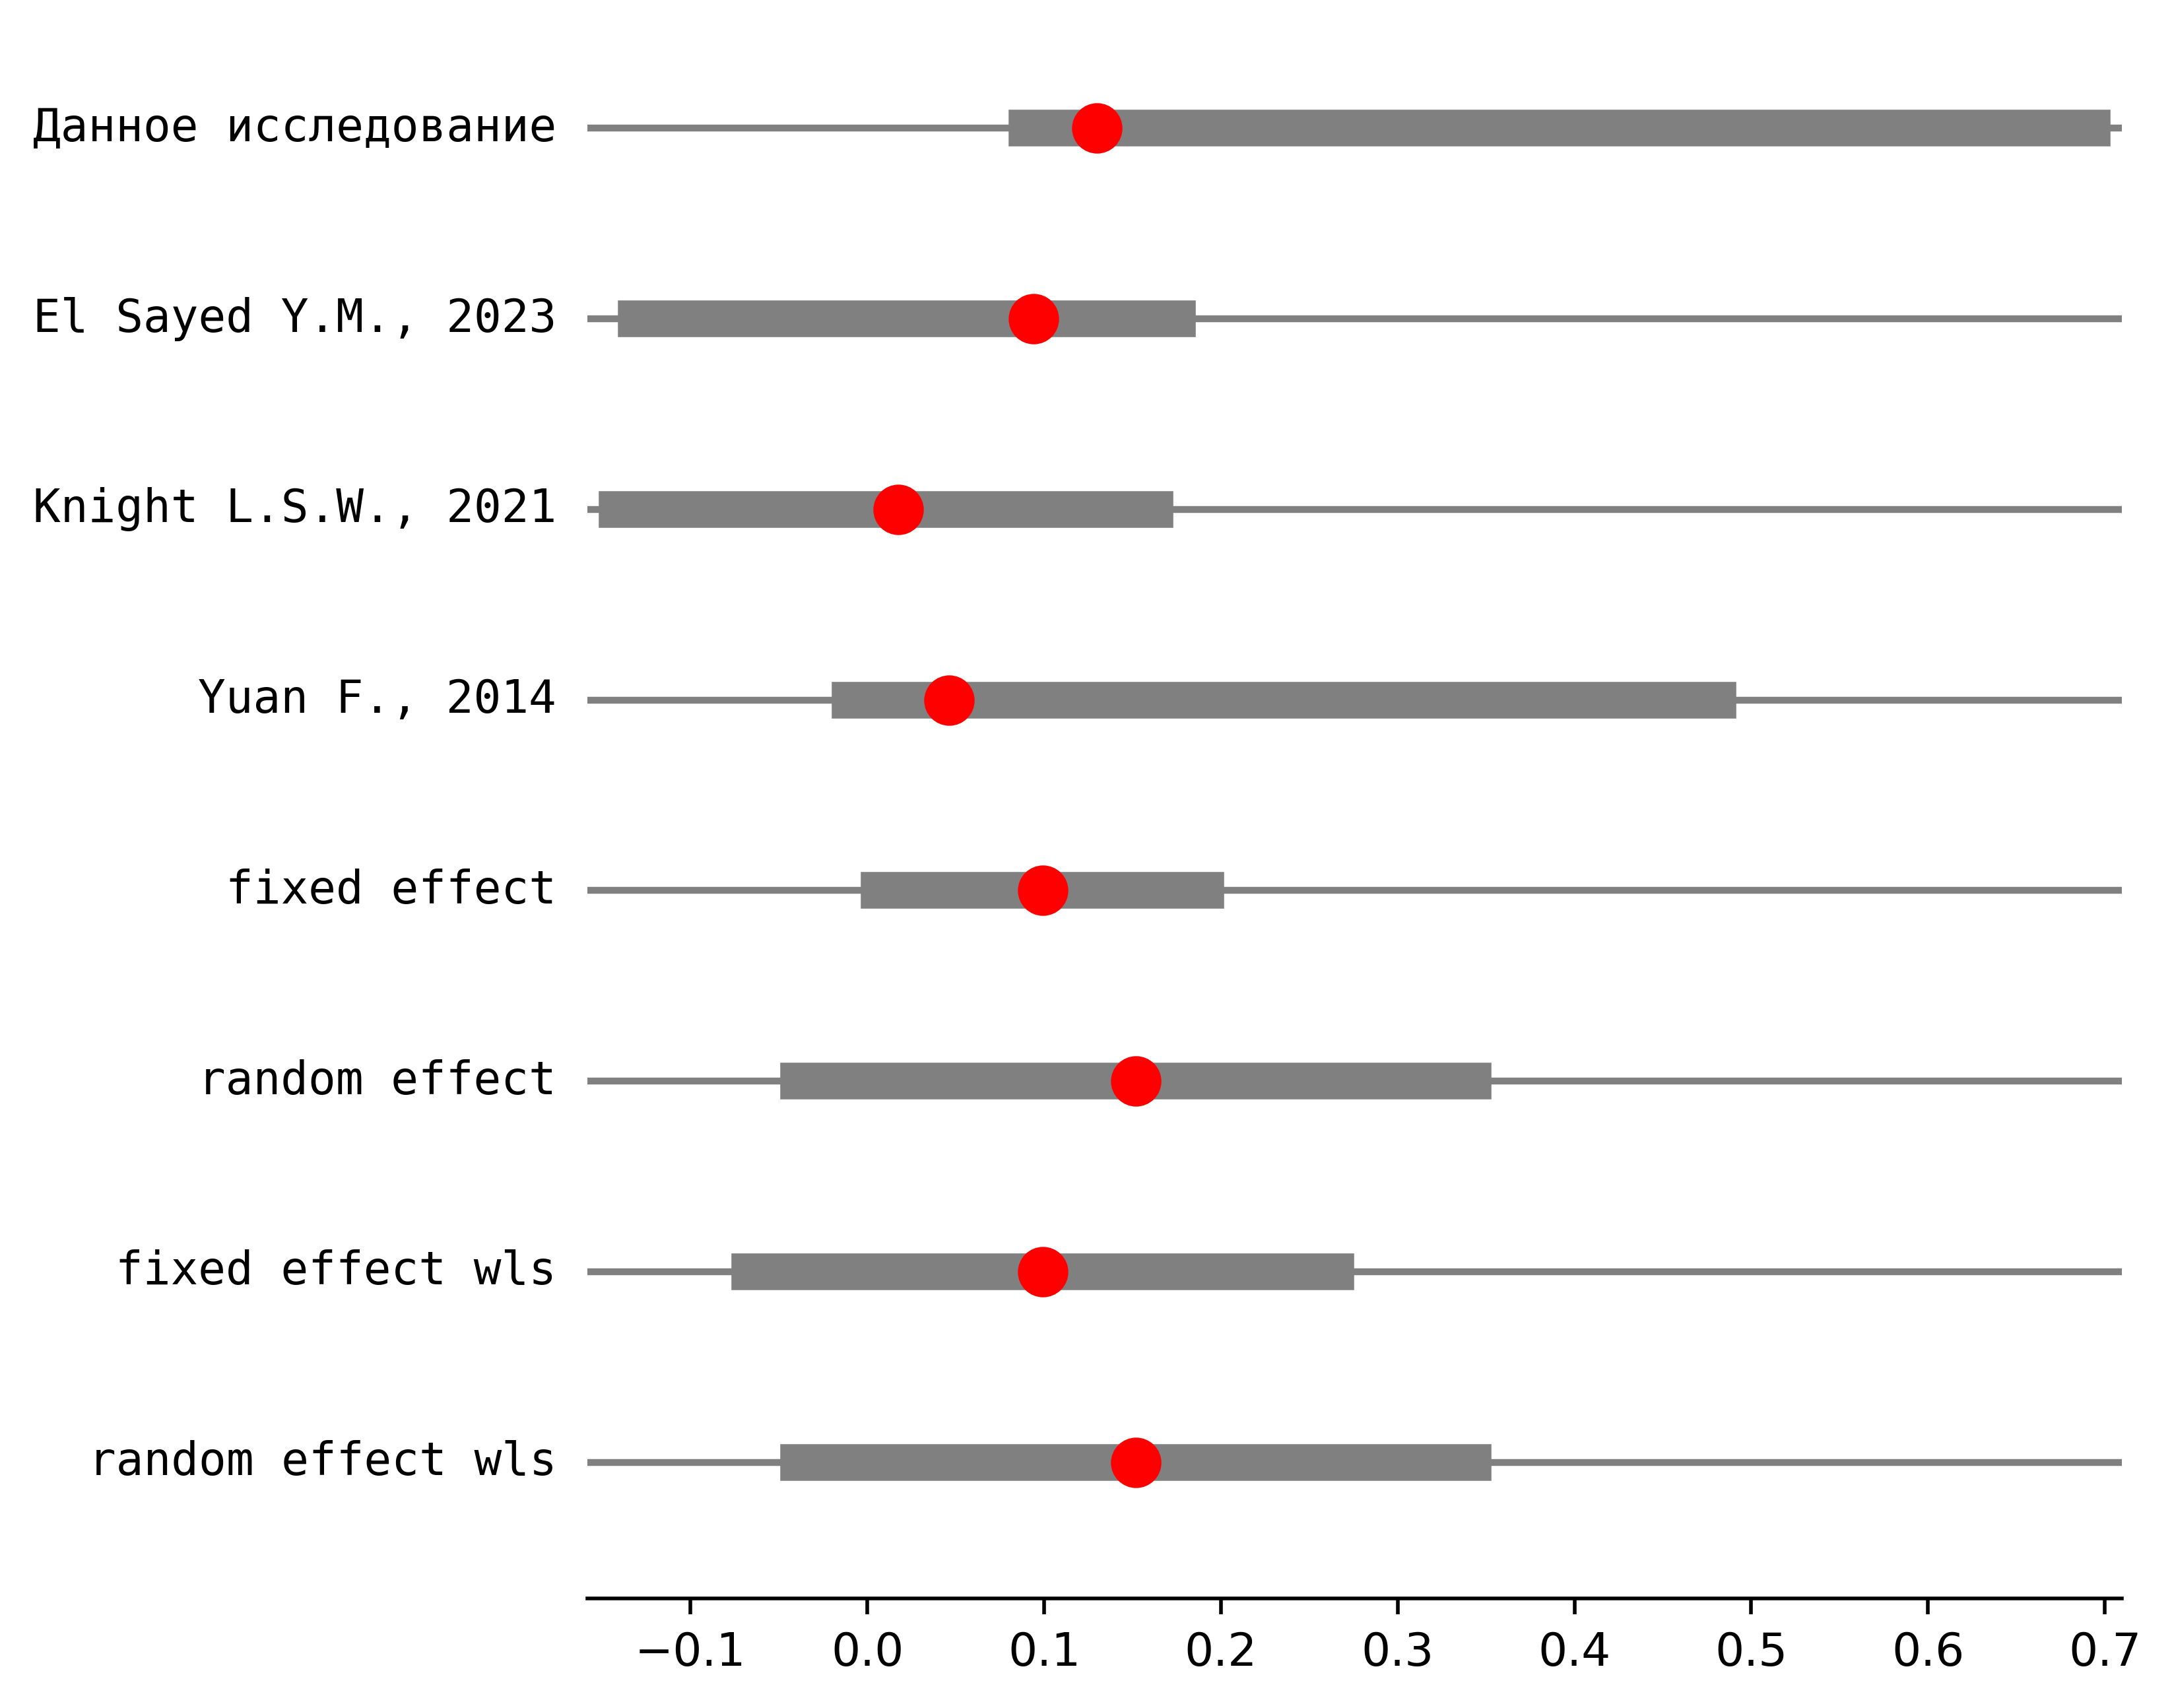 Данное исследование
El Sayed Y.M., 2023
Knight L.S.W., 2021
Yuan F., 2014
fixed effect
random effect
fixed effect wls
random effect wls
−0.1 0.0 0.1 0.2 0.3 0.4 0.5 0.6 0.7